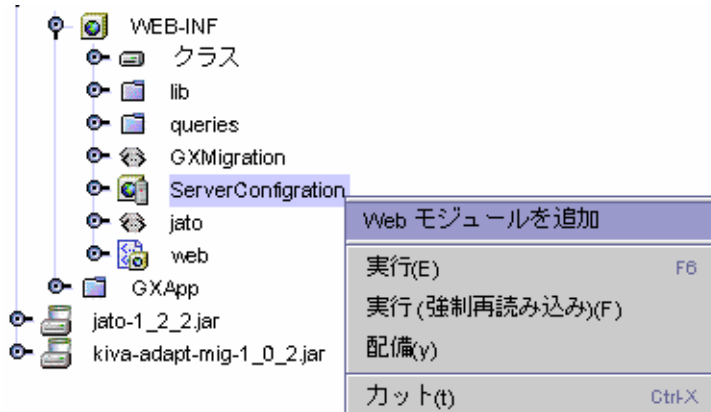 WEB-INF
クラス
lib
queries
GXMigration
ServerConfigration
jato
web
GXApp
jato-1_2_2.jar
kiva-adapt-mig-1_0_2.jar
Web モジュールを追加
実行(E) F6
実行 (強制再読み込み)(F)
配備(y)
カット(t) Ctrl-X